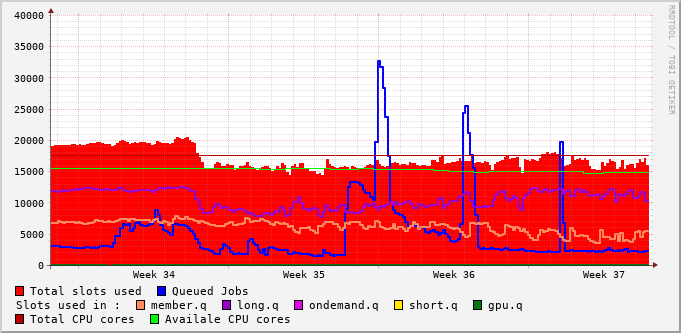 40000
35000
30000
25000
20000
15000
10000
5000
0
Week 34 Week 35 Week 36 Week 37
RRDTOOL / TOBI OETIKER
Total slots used Queued Jobs
Slots used in : member.q long.q ondemand.q short.q gpu.q
Total CPU cores Availale CPU cores